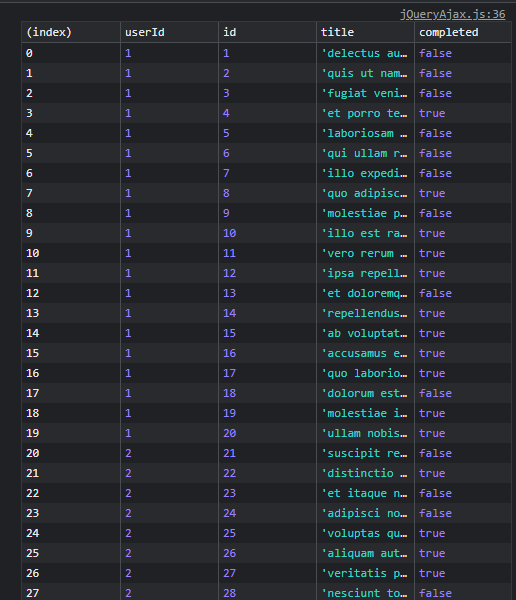 jQueryAjax.js:36
(index) userId id title completed
0 1 1 'delectus au… false
1 1 2 'quis ut nam… false
2 1 3 'fugiat veni… false
3 1 4 'et porro te… true
4 1 5 'laboriosam … false
5 1 6 'qui ullam r… false
6 1 7 'illo expedi… false
7 1 8 'quo adipisc… true
8 1 9 'molestiae p… false
9 1 10 'illo est ra… true
10 1 11 'vero rerum … true
11 1 12 'ipsa repell… true
12 1 13 'et doloremq… false
13 1 14 'repellendus… true
14 1 15 'ab voluptat… true
15 1 16 'accusamus e… true
16 1 17 'quo laborio… true
17 1 18 'dolorum est… false
18 1 19 'molestiae i… true
19 1 20 'ullam nobis… true
20 2 21 'suscipit re… false
21 2 22 'distinctio … true
22 2 23 'et itaque n… false
23 2 24 'adipisci no… false
24 2 25 'voluptas qu… true
25 2 26 'aliquam aut… true
26 2 27 'veritatis p… true
27 2 28 'nesciunt to… false